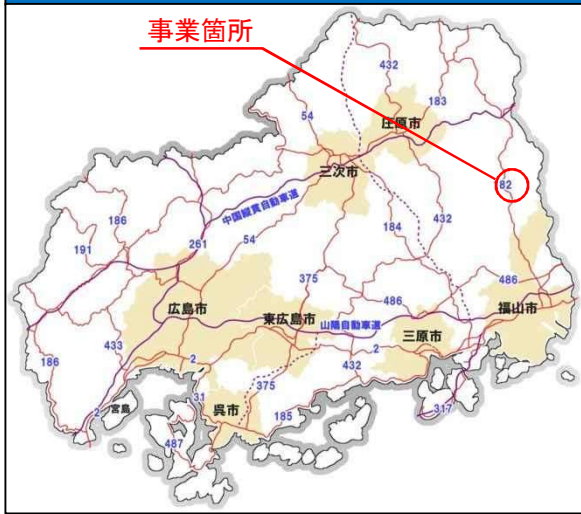 事業箇所
432
54
183
庄原市
三次市
82
中国縦貫自動車道
186
191
261
54
184
432
375
486
広島市
東広島市
山陽自動車道
486
福山市
三原市
433
2
2
432
186
宮島
2
31
375
呉市
185
317
487